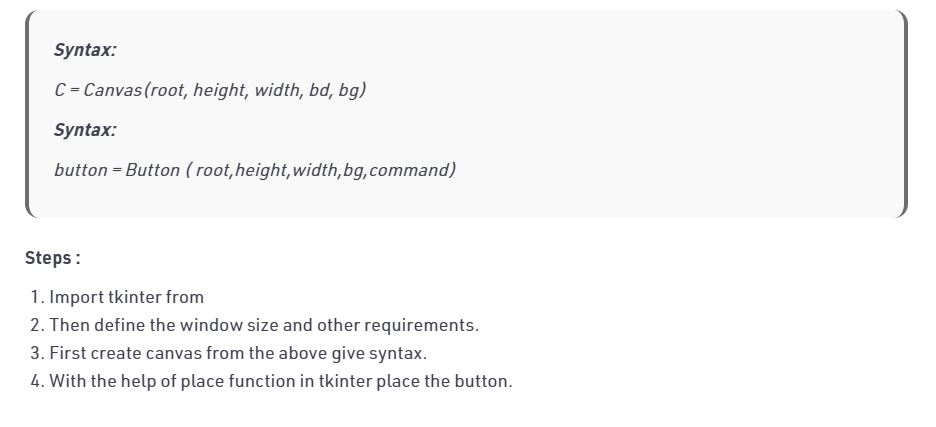 Syntax:
C = Canvas(root, height, width, bd, bg)
Syntax:
button = Button ( root,height,width,bg,command)
Steps :
1. Import tkinter from
2. Then define the window size and other requirements.
3. First create canvas from the above give syntax.
4. With the help of place function in tkinter place the button.